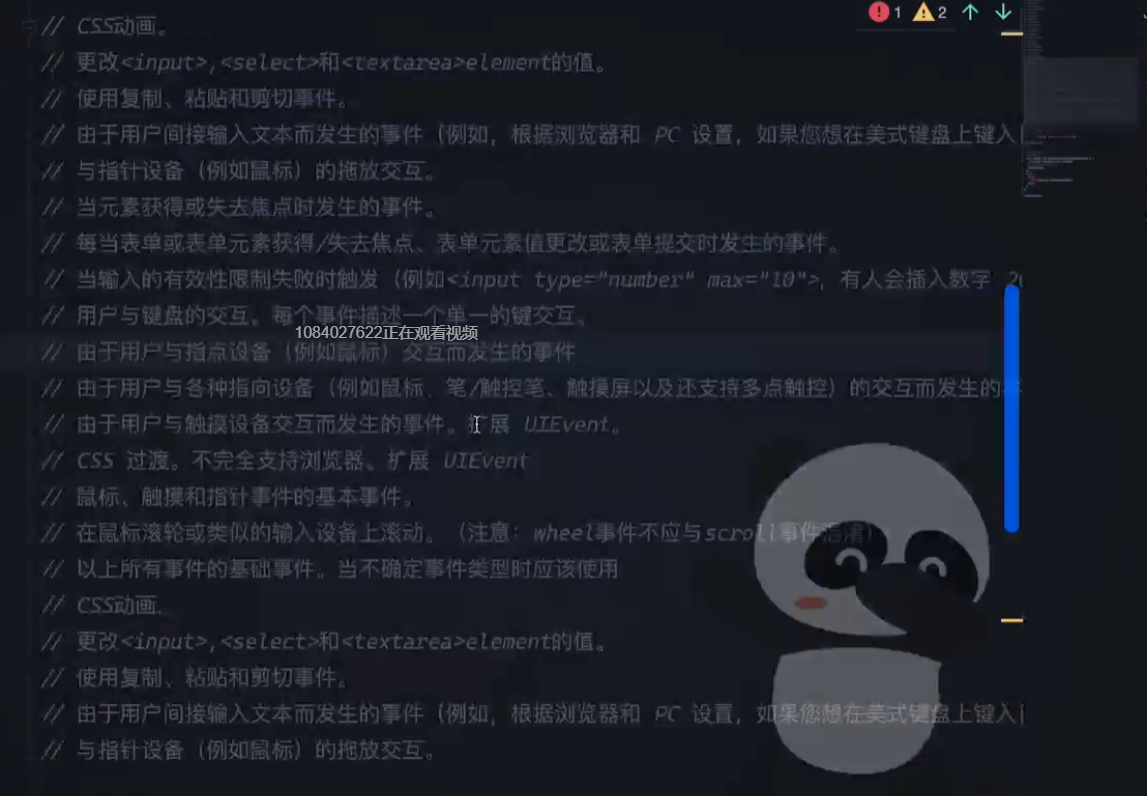 1 2
// CSS动画。
// 更改<input>,<select>和<textarea>element的值。
// 使用复制、粘贴和剪切事件。
// 由于用户间接输入文本而发生的事件（例如，根据浏览器和 PC 设置，如果您想在美式键盘上键入
// 与指针设备（例如鼠标）的拖放交互。
// 当元素获得或失去焦点时发生的事件。
// 每当表单或表单元素获得/失去焦点、表单元素值更改或表单提交时发生的事件。
// 当输入的有效性限制失败时触发（例如<input type="number" max="10">，有人会插入数字
// 用户与键盘的交互。每个事件描述一个单一的键交互。
1084027622正在观看视频
// 由于用户与指点设备（例如鼠标）交互而发生的事件
// 由于用户与各种指向设备（例如鼠标、笔/触控笔、触摸屏以及还支持多点触控）的交互而发生的
// 由于用户与触摸设备交互而发生的事件。扩展 UIEvent。
// CSS 过渡。不完全支持浏览器。扩展 UIEvent
// 鼠标、触摸和指针事件的基本事件。
// 在鼠标滚轮或类似的输入设备上滚动。（注意：wheel事件不应与scroll事件混淆）
// 以上所有事件的基础事件。当不确定事件类型时应该使用
// CSS动画.
// 更改<input>,<select>和<textarea>element的值。
// 使用复制、粘贴和剪切事件。
// 由于用户间接输入文本而发生的事件（例如，根据浏览器和 PC 设置，如果您想在美式键盘上键入
// 与指针设备（例如鼠标）的拖放交互。